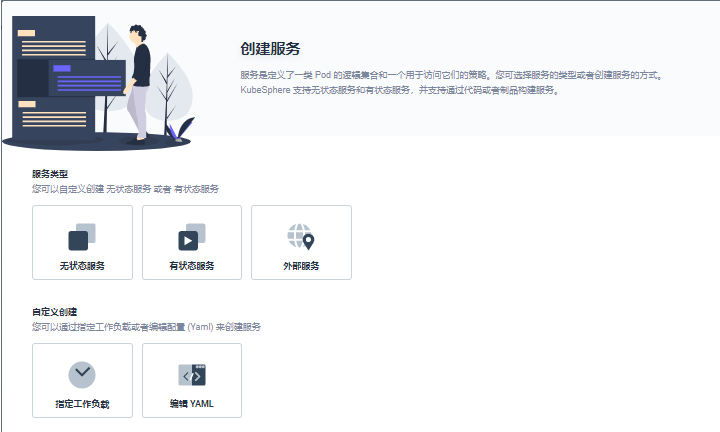 创建服务
服务是定义了一类 Pod 的逻辑集合和一个用于访问它们的策略。您可选择服务的类型或者创建服务的方式。
KubeSphere 支持无状态服务和有状态服务，并支持通过代码或者制品构建服务。
服务类型
您可以自定义创建 无状态服务 或者 有状态服务
无状态服务 有状态服务 外部服务
自定义创建
您可以通过指定工作负载或者编辑配置 (Yaml) 来创建服务
指定工作负载 编辑 YAML